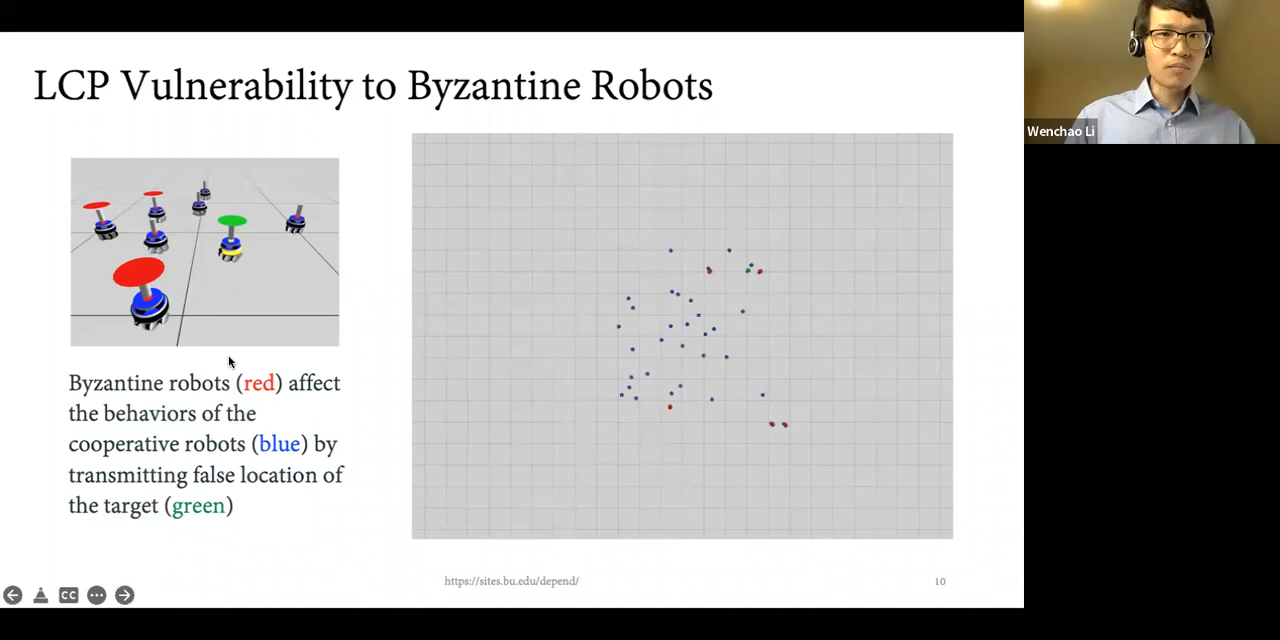 LCP Vulnerability to Byzantine Robots
Wenchao Li
Byzantine robots (red) affect
the behaviors of the
cooperative robots (blue) by
transmitting false location of
the target (green)
https://sites.bu.edu/depend/
10
CC